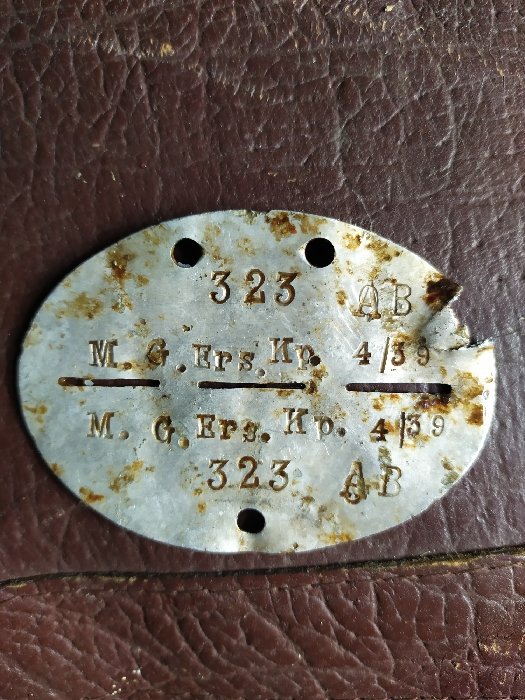 323 AB
M. G. Ers. Kp. 4/39
M. G. Ers. Kp. 4/39
323 AB